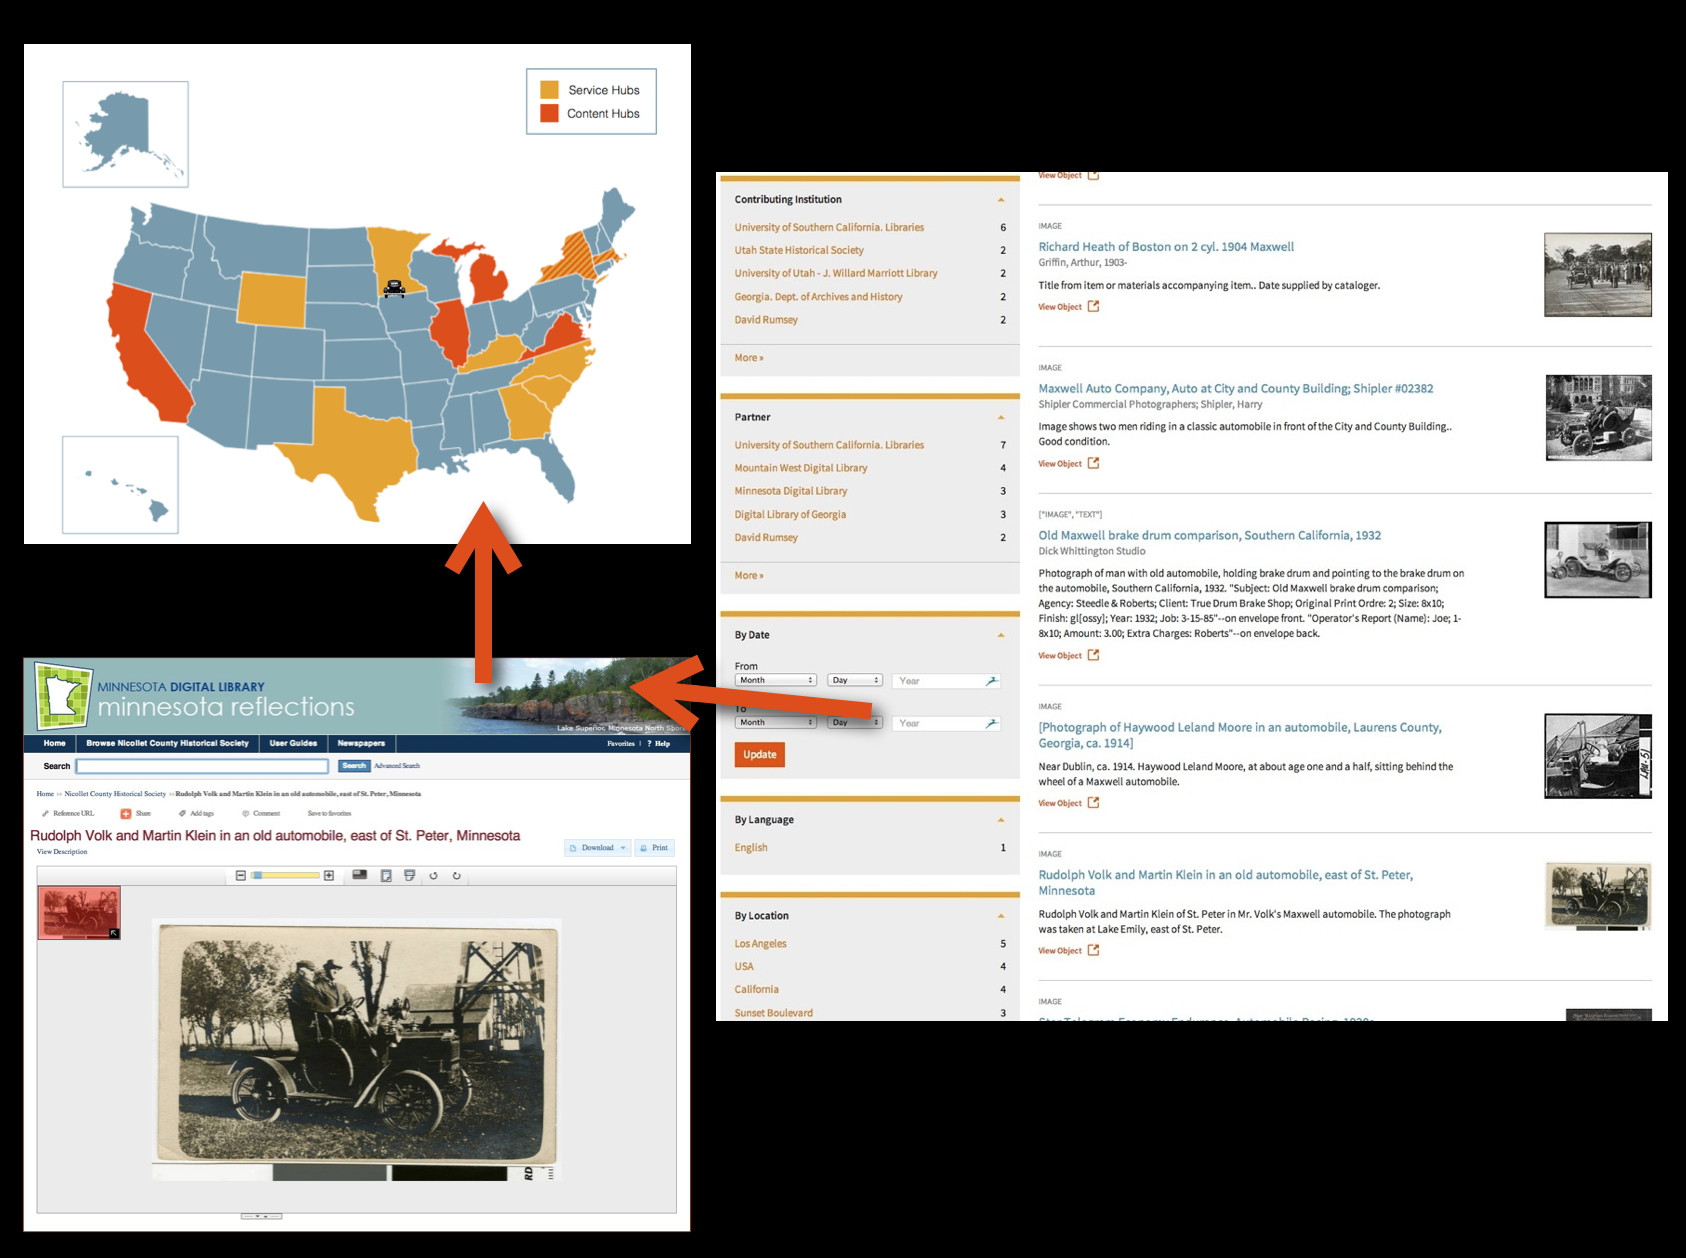 Service Hubs
Content Hubs
MINNESOTA DIGITAL LIBRARY
minnesota reflections
Lake Superior, Minnesota North Shore
Home
Browse Nicollet County Historical Society
User Guides
Newspapers
Favorites | ? Help
Search
Search
Advanced Search
Home >> Nicollet County Historical Society >> Rudolph Volk and Martin Klein in an old automobile, east of St. Peter, Minnesota
Reference URL
Share
Add tags
Comment
Save to favorites
Rudolph Volk and Martin Klein in an old automobile, east of St. Peter, Minnesota
View Description
Download
Print
RD
Contributing Institution
University of Southern California. Libraries 6
Utah State Historical Society 2
University of Utah - J. Willard Marriott Library 2
Georgia. Dept. of Archives and History 2
David Rumsey 2
More »
Partner
University of Southern California. Libraries 7
Mountain West Digital Library 4
Minnesota Digital Library 3
Digital Library of Georgia 3
David Rumsey 2
More »
By Date
From
Month Day Year
To
Month Day Year
Update
By Language
English 1
By Location
Los Angeles 5
USA 4
California 4
Sunset Boulevard 3
View Object
IMAGE
Richard Heath of Boston on 2 cyl. 1904 Maxwell
Griffin, Arthur, 1903-
Title from item or materials accompanying item.. Date supplied by cataloger.
View Object
IMAGE
Maxwell Auto Company, Auto at City and County Building; Shipler #02382
Shipler Commercial Photographers; Shipler, Harry
Image shows two men riding in a classic automobile in front of the City and County Building..
Good condition.
View Object
["IMAGE", "TEXT"]
Old Maxwell brake drum comparison, Southern California, 1932
Dick Whittington Studio
Photograph of man with old automobile, holding brake drum and pointing to the brake drum on
the automobile, Southern California, 1932. "Subject: Old Maxwell brake drum comparison;
Agency: Steedle & Roberts; Client: True Drum Brake Shop; Original Print Ordre: 2; Size: 8x10;
Finish: gl[ossy]; Year: 1932; Job: 3-15-85"--on envelope front. "Operator's Report (Name): Joe; 1-
8x10; Amount: 3.00; Extra Charges: Roberts"--on envelope back.
View Object
IMAGE
[Photograph of Haywood Leland Moore in an automobile, Laurens County,
Georgia, ca. 1914]
Near Dublin, ca. 1914. Haywood Leland Moore, at about age one and a half, sitting behind the
wheel of a Maxwell automobile.
View Object
IMAGE
Rudolph Volk and Martin Klein in an old automobile, east of St. Peter,
Minnesota
Rudolph Volk and Martin Klein of St. Peter in Mr. Volk's Maxwell automobile. The photograph
was taken at Lake Emily, east of St. Peter.
View Object
IMAGE